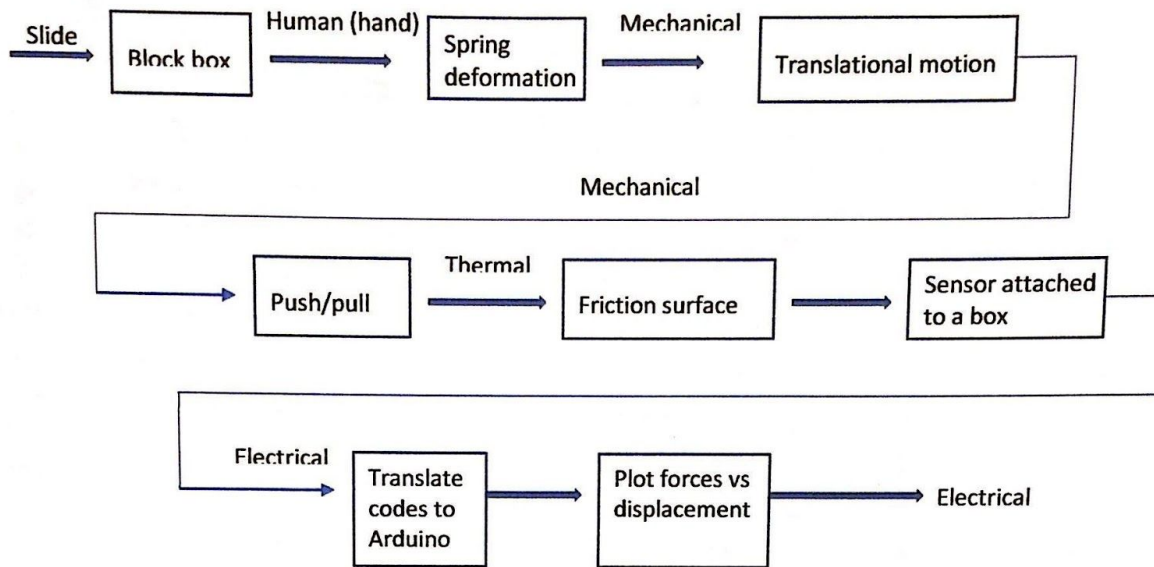 Slide
Block box
Human (hand)
Spring
deformation
Mechanical
Translational motion
Mechanical
Push/pull
Thermal
Friction surface
Sensor attached
to a box
Electrical
Translate
codes to
Arduino
Plot forces vs
displacement
Electrical